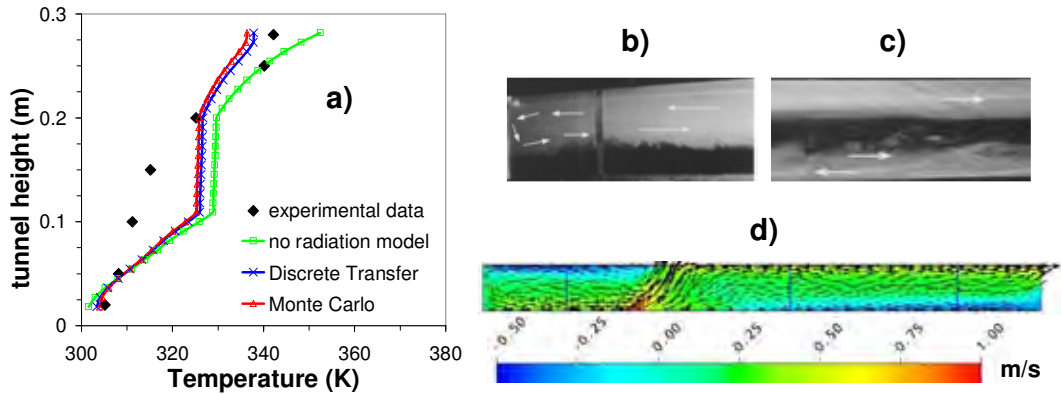 a)
b)
c)
d)
0.3
0.2
0.1
0
tunnel height (m)
experimental data
no radiation model
Discrete Transfer
Monte Carlo
300
320
340
360
380
Temperature (K)
-0.50
-0.25
0.00
0.25
0.50
0.75
1.00
m/s